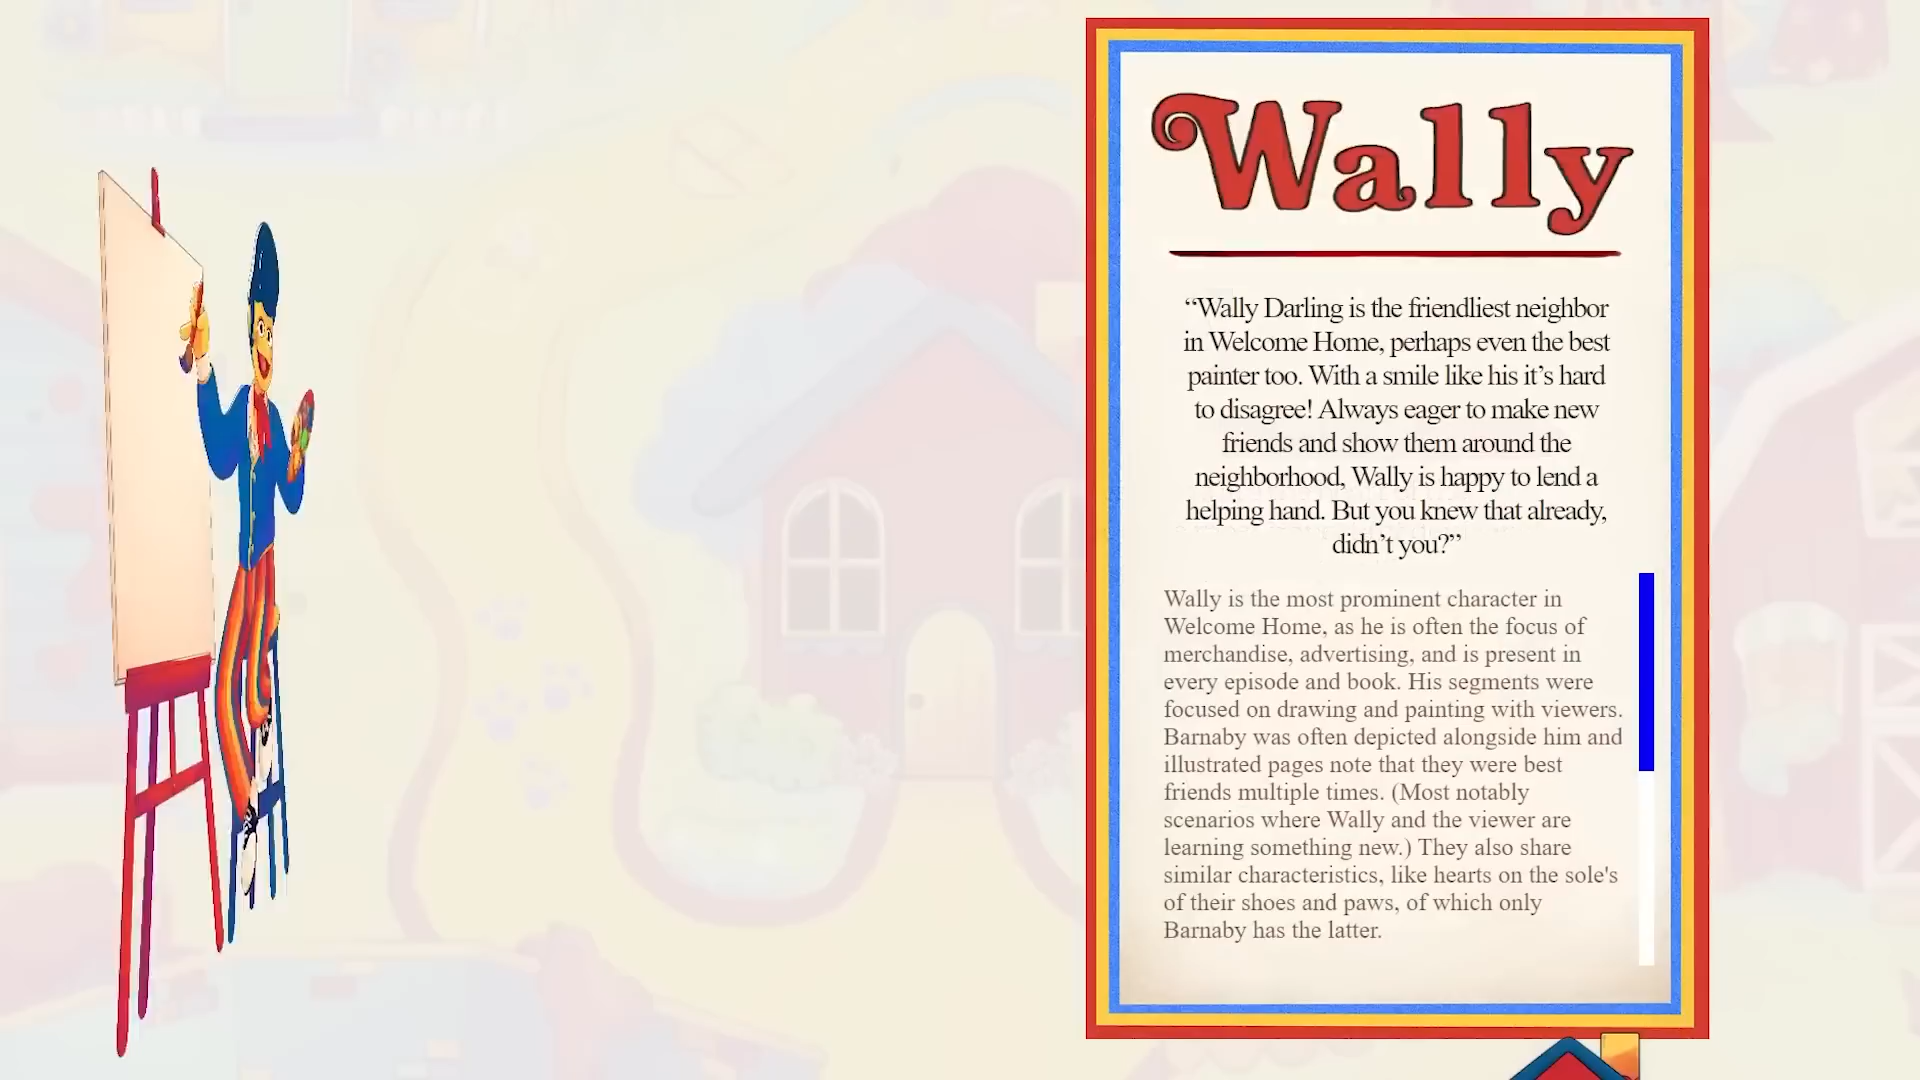 Wally
“Wally Darling is the friendliest neighbor
in Welcome Home, perhaps even the best
painter too. With a smile like his it’s hard
to disagree! Always eager to make new
friends and show them around the
neighborhood, Wally is happy to lend a
helping hand. But you knew that already,
didn’t you?”
Wally is the most prominent character in
Welcome Home, as he is often the focus of
merchandise, advertising, and is present in
every episode and book. His segments were
focused on drawing and painting with viewers.
Barnaby was often depicted alongside him and
illustrated pages note that they were best
friends multiple times. (Most notably
scenarios where Wally and the viewer are
learning something new.) They also share
similar characteristics, like hearts on the sole's
of their shoes and paws, of which only
Barnaby has the latter.